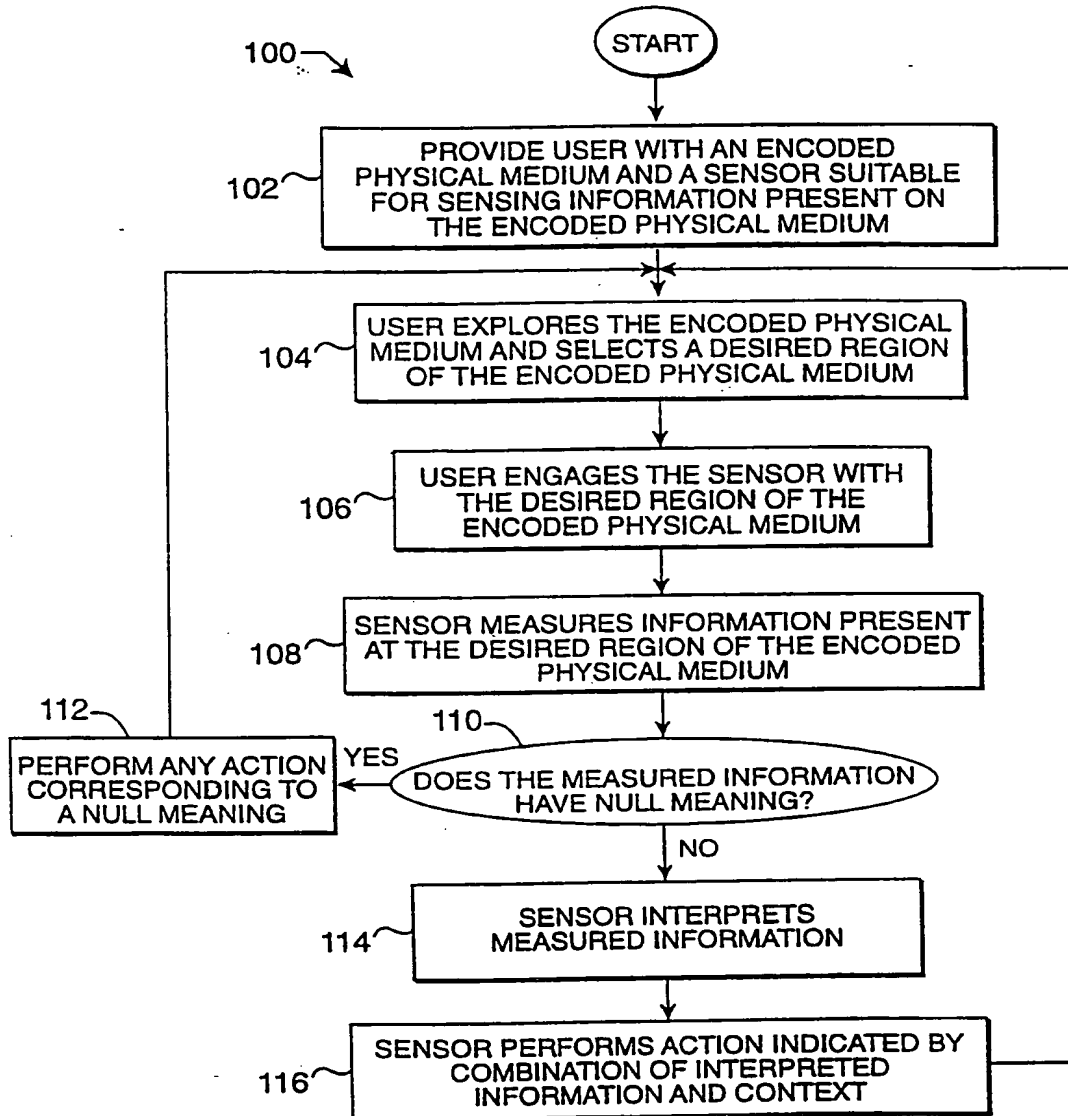 START
100
PROVIDE USER WITH AN ENCODED
PHYSICAL MEDIUM AND A SENSOR SUITABLE
FOR SENSING INFORMATION PRESENT ON
THE ENCODED PHYSICAL MEDIUM
102
USER EXPLORES THE ENCODED PHYSICAL
MEDIUM AND SELECTS A DESIRED REGION
OF THE ENCODED PHYSICAL MEDIUM
104
USER ENGAGES THE SENSOR WITH
THE DESIRED REGION OF THE
ENCODED PHYSICAL MEDIUM
106
SENSOR MEASURES INFORMATION PRESENT
AT THE DESIRED REGION OF THE ENCODED
PHYSICAL MEDIUM
108
110
DOES THE MEASURED INFORMATION
HAVE NULL MEANING?
YES
112
PERFORM ANY ACTION
CORRESPONDING TO
A NULL MEANING
NO
SENSOR INTERPRETS
MEASURED INFORMATION
114
SENSOR PERFORMS ACTION INDICATED BY
COMBINATION OF INTERPRETED
INFORMATION AND CONTEXT
116